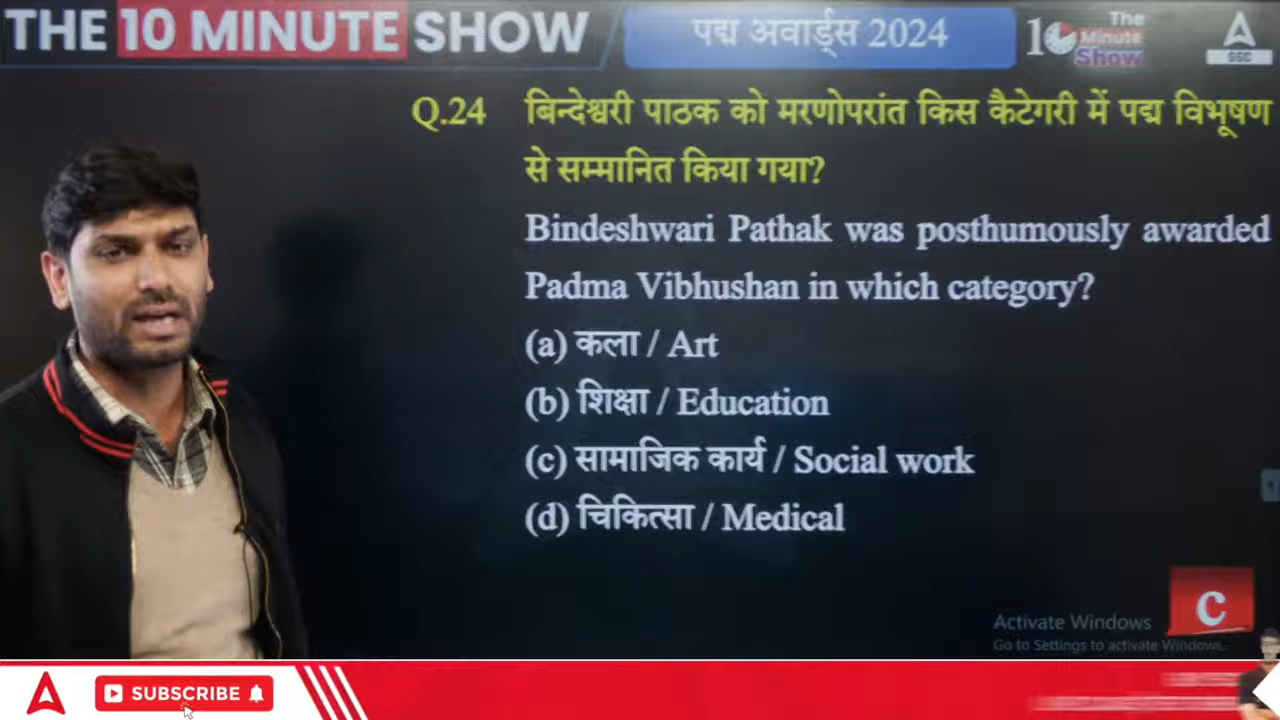 THE 10 MINUTE SHOW
पद्म अवार्ड्स 2024
10 The Minute Show
SSC
Q.24 बिन्देश्वरी पाठक को मरणोपरांत किस कैटेगरी में पद्म विभूषण
से सम्मानित किया गया?
Bindeshwari Pathak was posthumously awarded
Padma Vibhushan in which category?
(a) कला / Art
(b) शिक्षा / Education
(c) सामाजिक कार्य / Social work
(d) चिकित्सा / Medical
C
Activate Windows
Go to Settings to activate Windows.
SUBSCRIBE